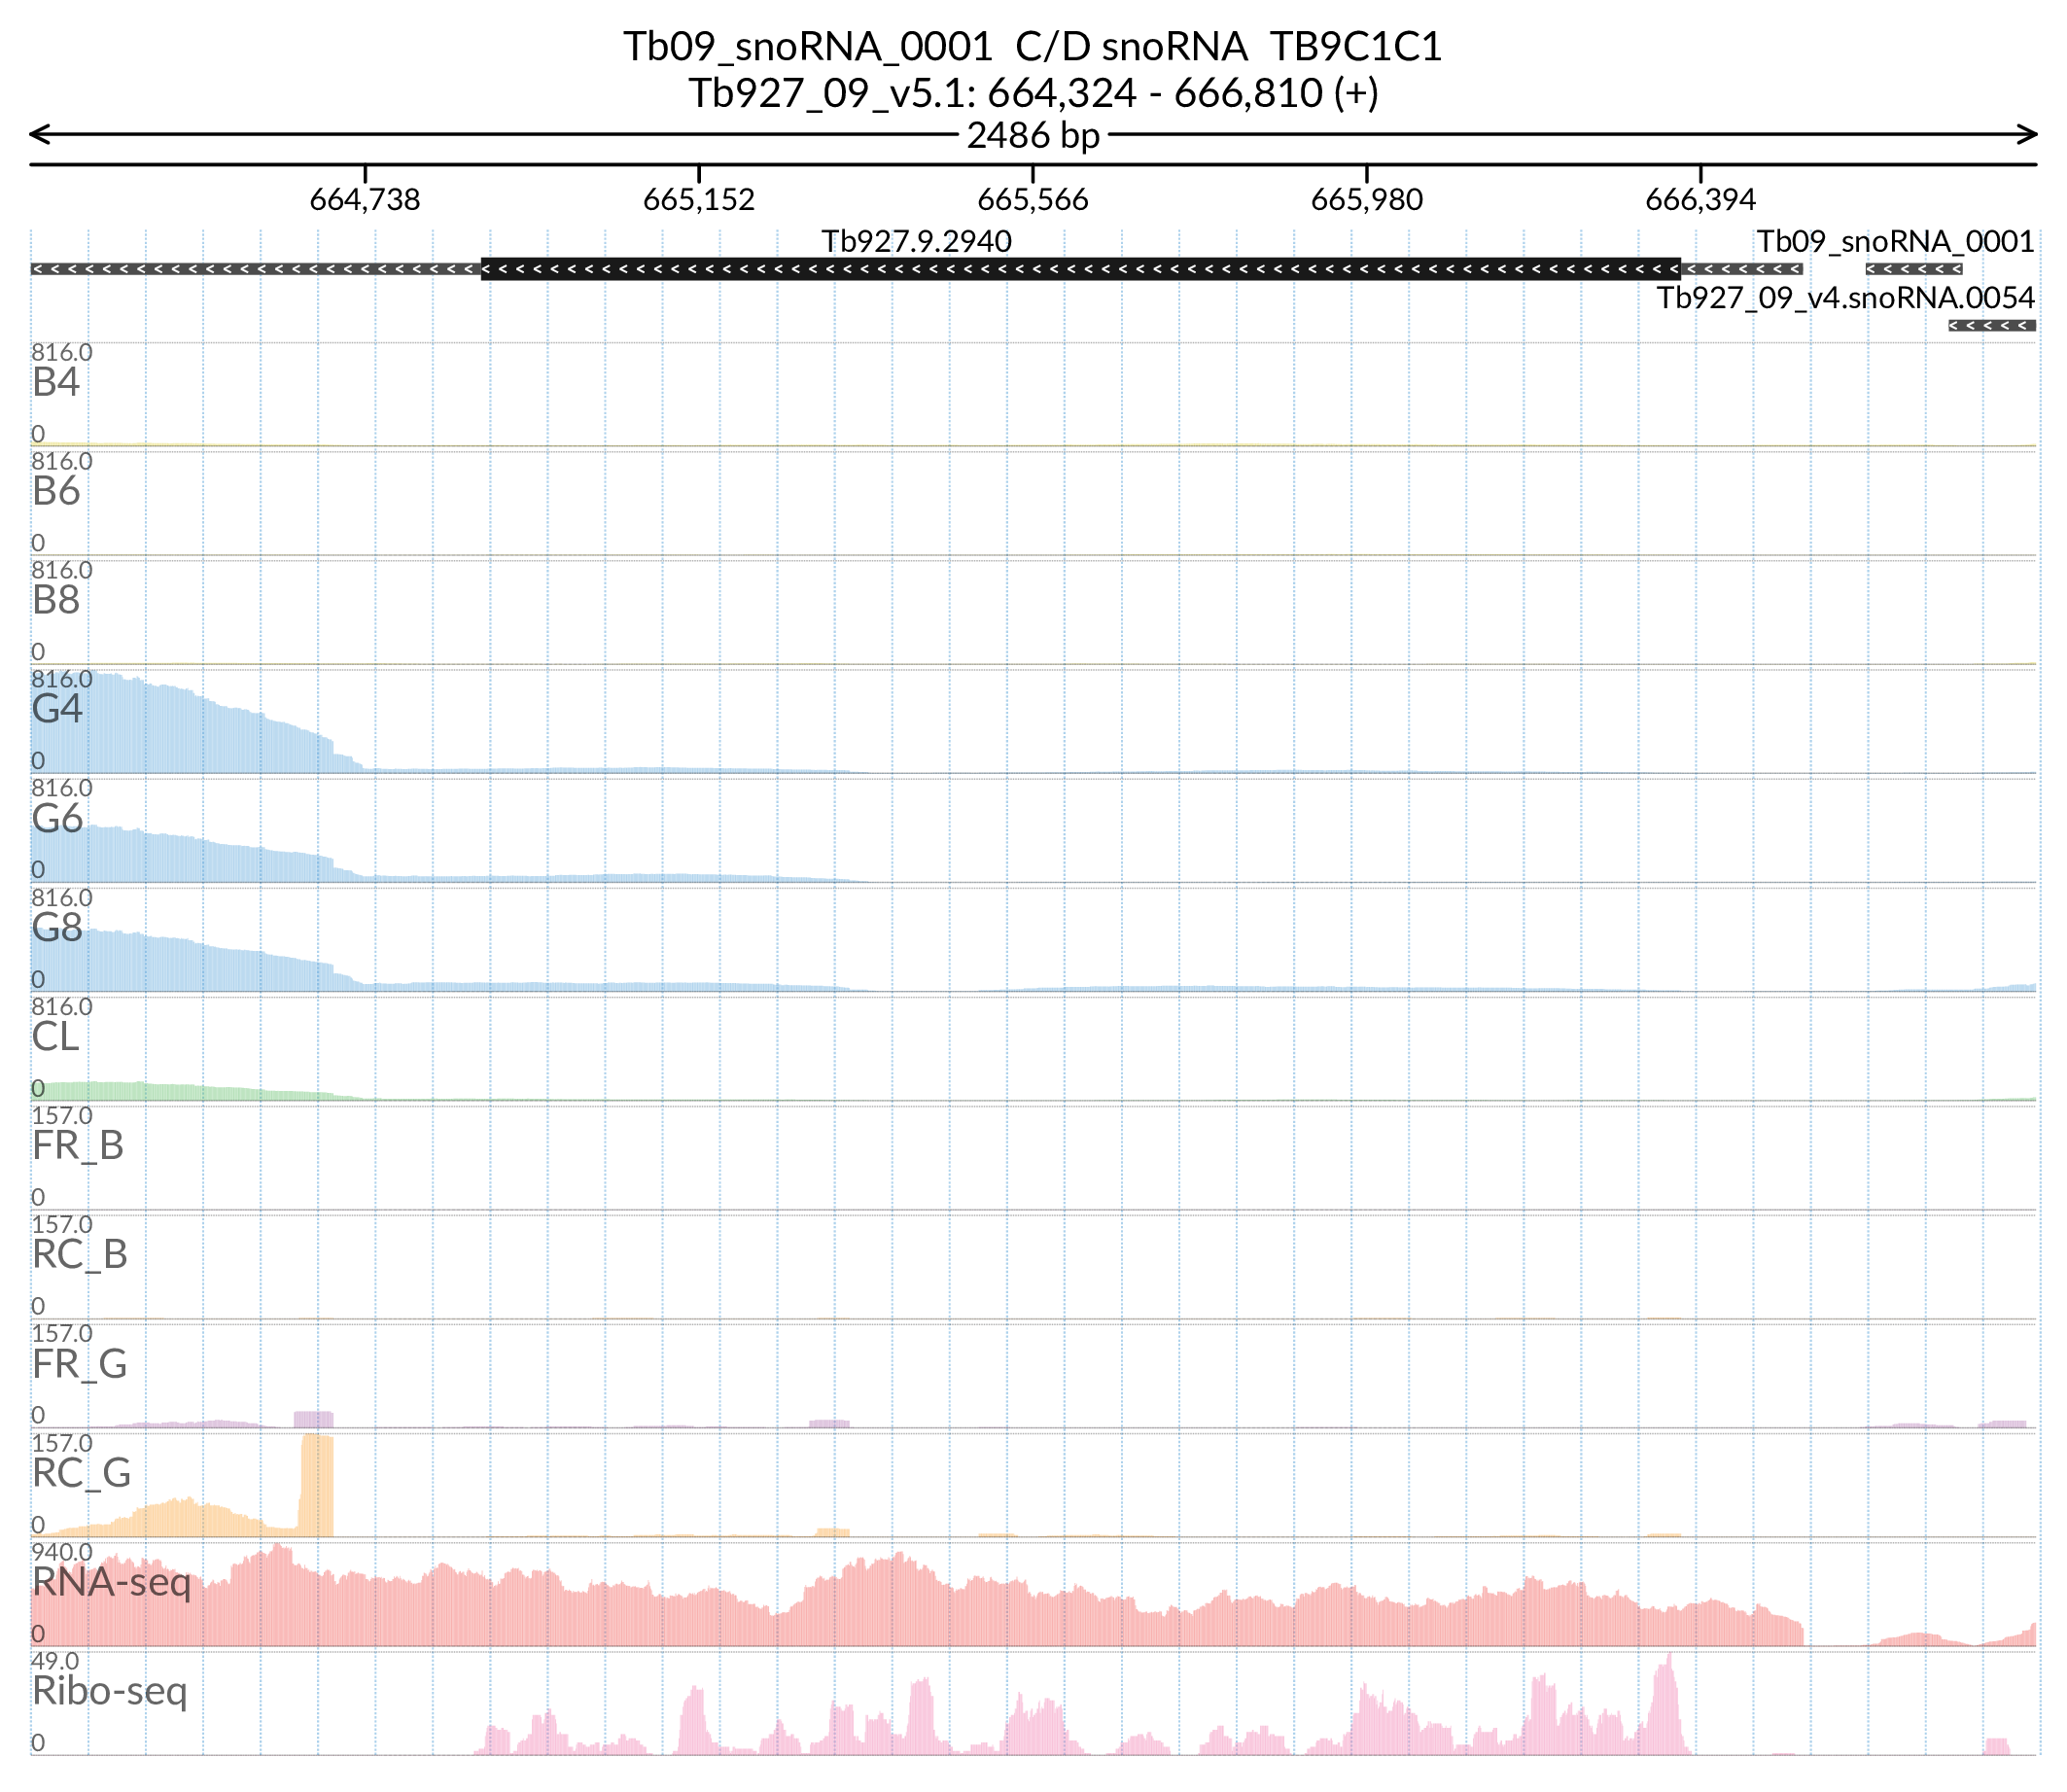 Tb09_snoRNA_0001 C/D snoRNA TB9C1C1
Tb927_09_v5.1: 664,324 - 666,810 (+)
2486 bp
664,738 665,152 665,566 665,980 666,394
Tb927.9.2940 Tb09_snoRNA_0001
Tb927_09_v4.snoRNA.0054
816.0
B4
0
816.0
B6
0
816.0
B8
0
816.0
G4
0
816.0
G6
0
816.0
G8
0
816.0
CL
0
157.0
FR_B
0
157.0
RC_B
0
157.0
FR_G
0
157.0
RC_G
0
940.0
RNA-seq
0
49.0
Ribo-seq
0